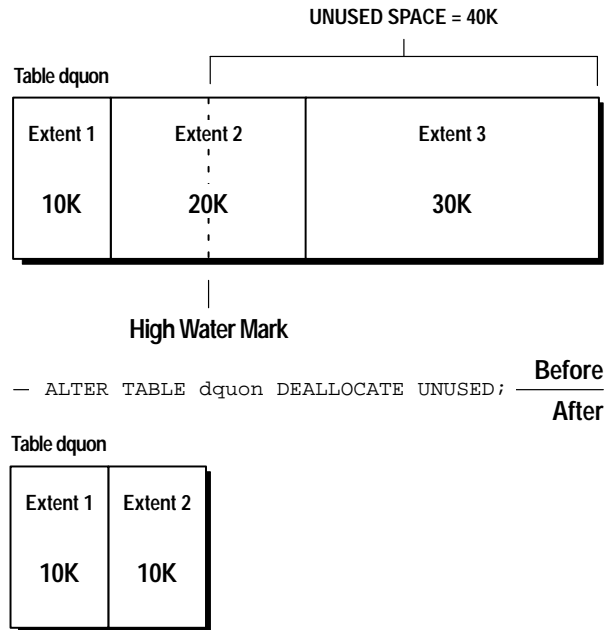 UNUSED SPACE = 40K
Table dquon
Extent 1 Extent 2 Extent 3
10K 20K 30K
High Water Mark
Before
— ALTER TABLE dquon DEALLOCATE UNUSED;
After
Table dquon
Extent 1 Extent 2
10K 10K